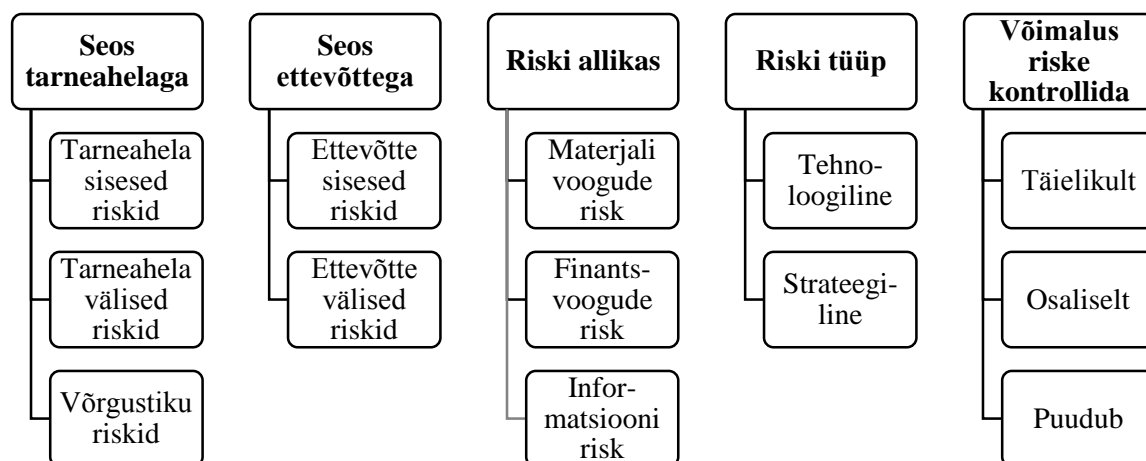 Seos
tarneahelaga
Tarneahela
sisesed
riskid
Tarneahela
välised
riskid
Võrgustiku
riskid
Seos
ettevõttega
Ettevõtte
sisesed
riskid
Ettevõtte
välised
riskid
Riski allikas
Materjali
voogude
risk
Finants-
voogude
risk
Infor-
matsiooni
risk
Riski tüüp
Tehno-
loogiline
Strateegi-
line
Võimalus
riske
kontrollida
Täielikult
Osaliselt
Puudub